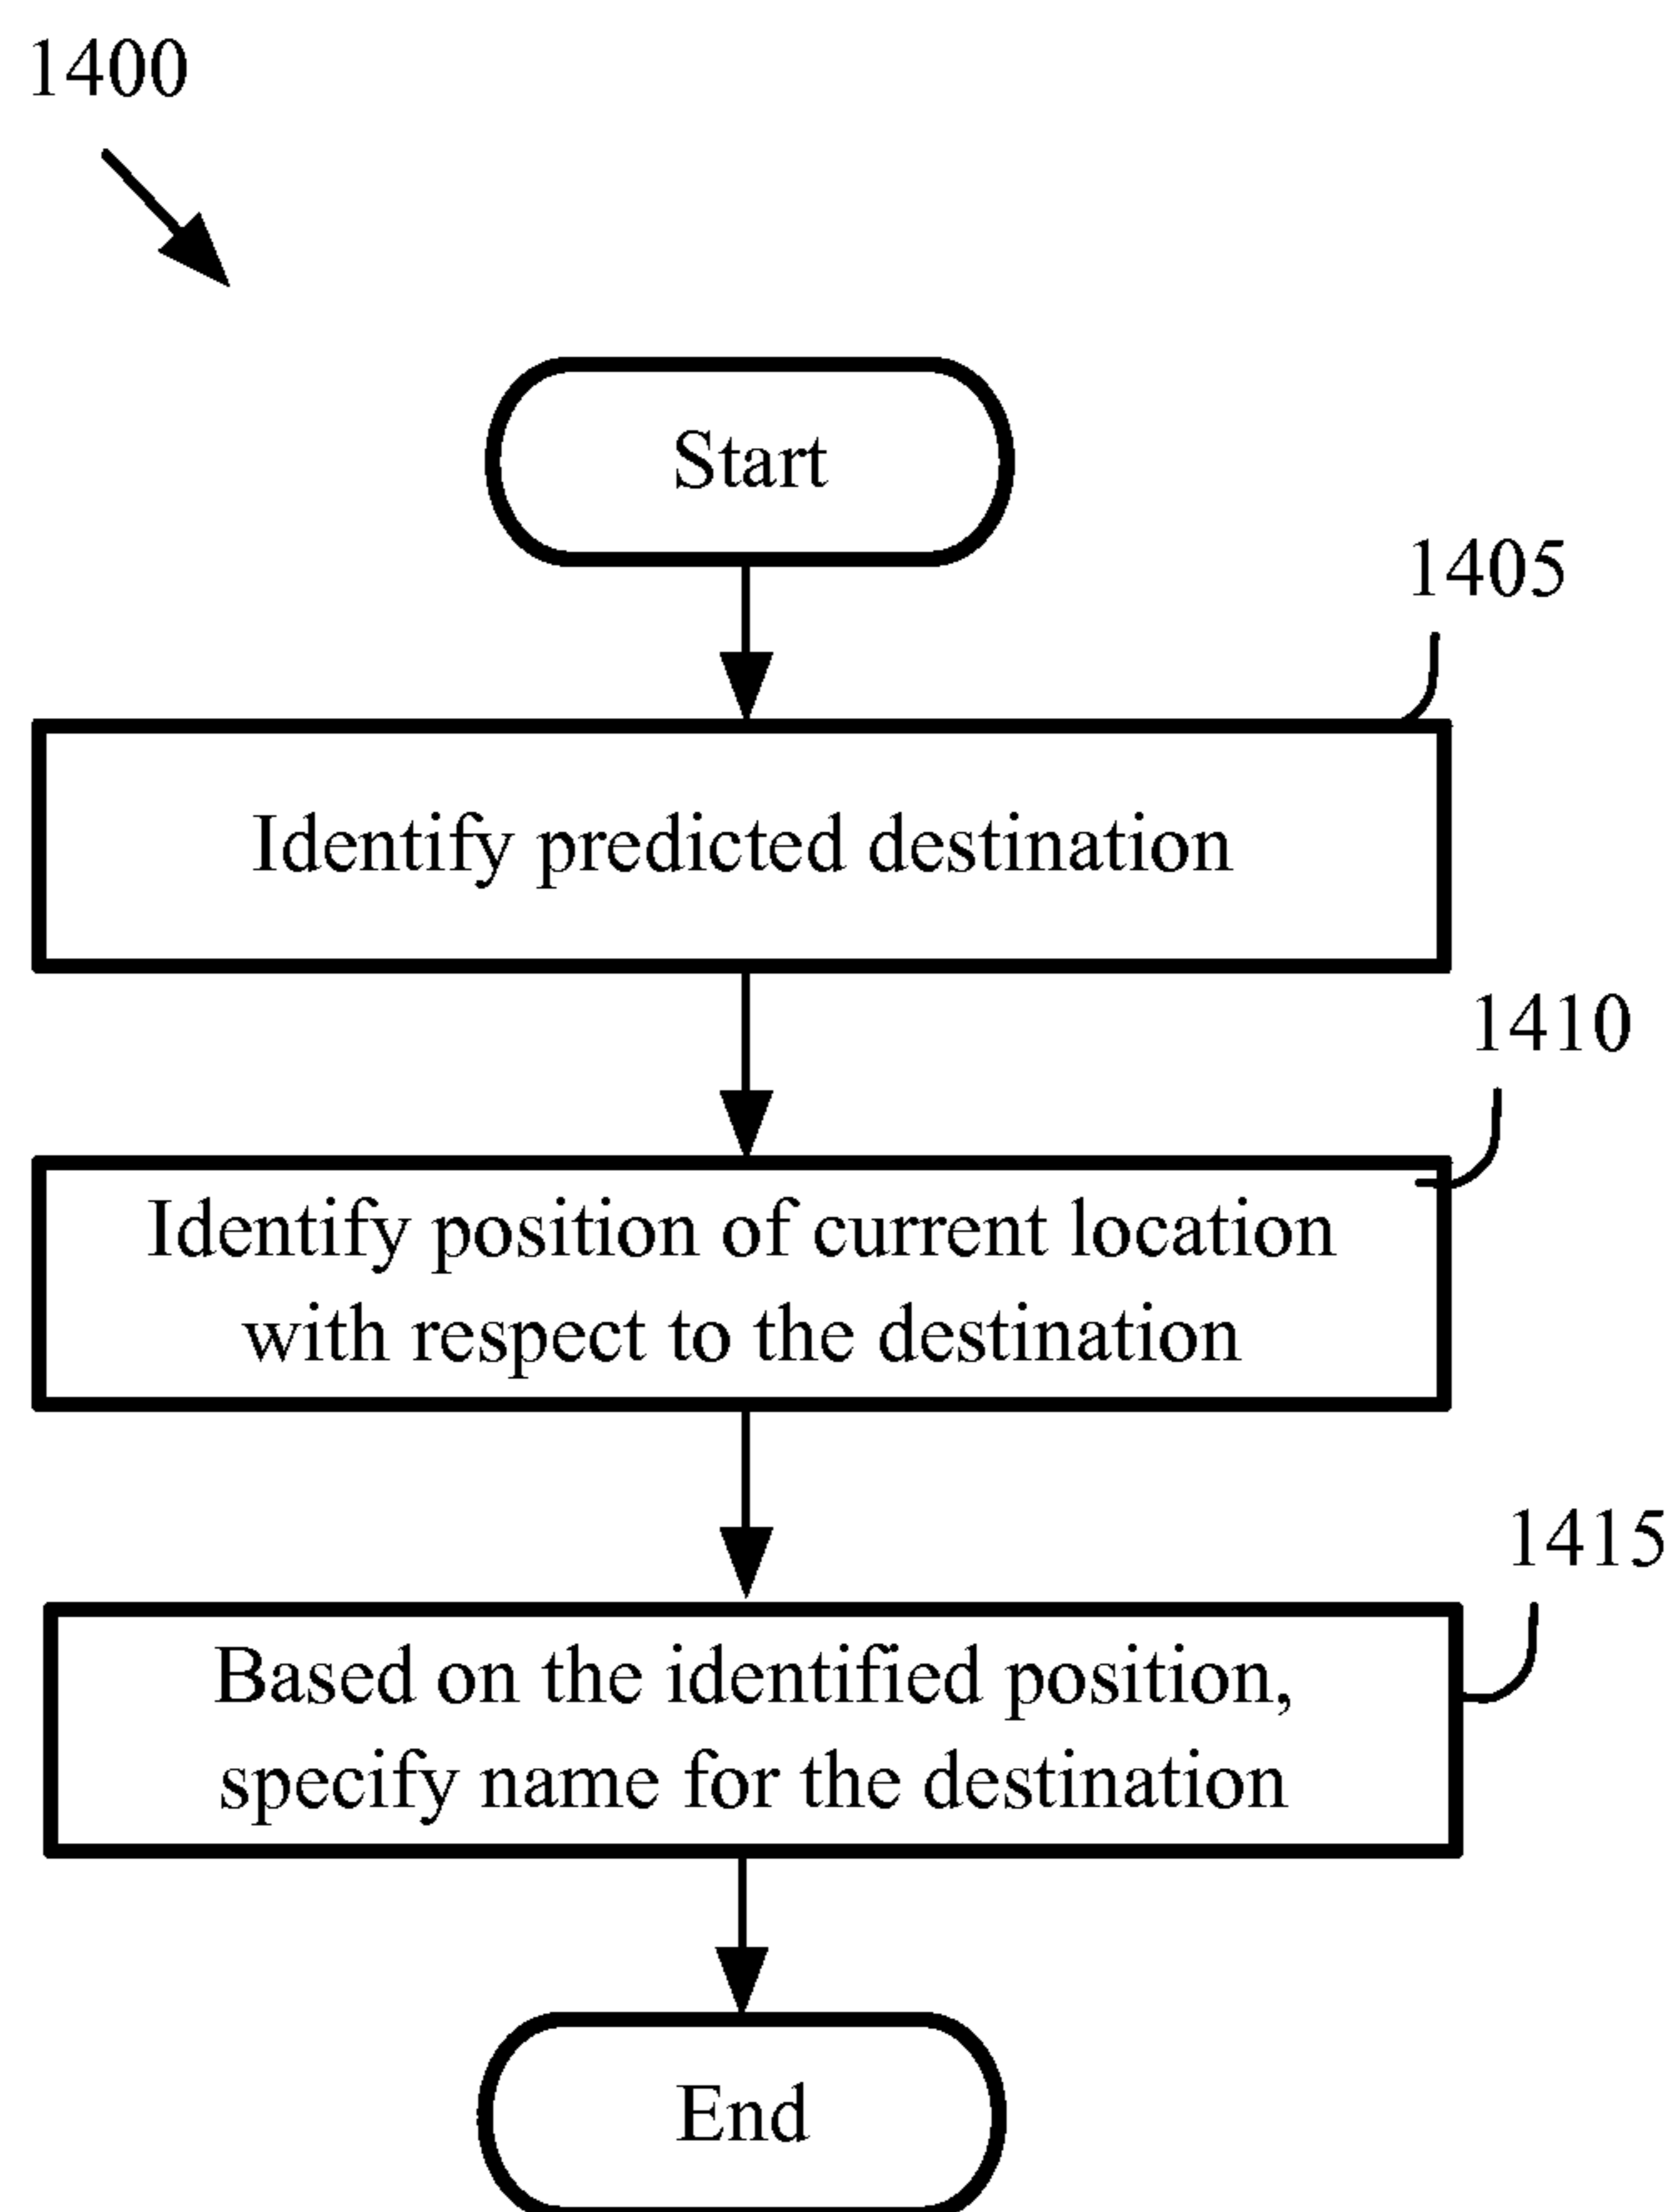 1400
Start
1405
Identify predicted destination
1410
Identify position of current location
with respect to the destination
1415
Based on the identified position,
specify name for the destination
End